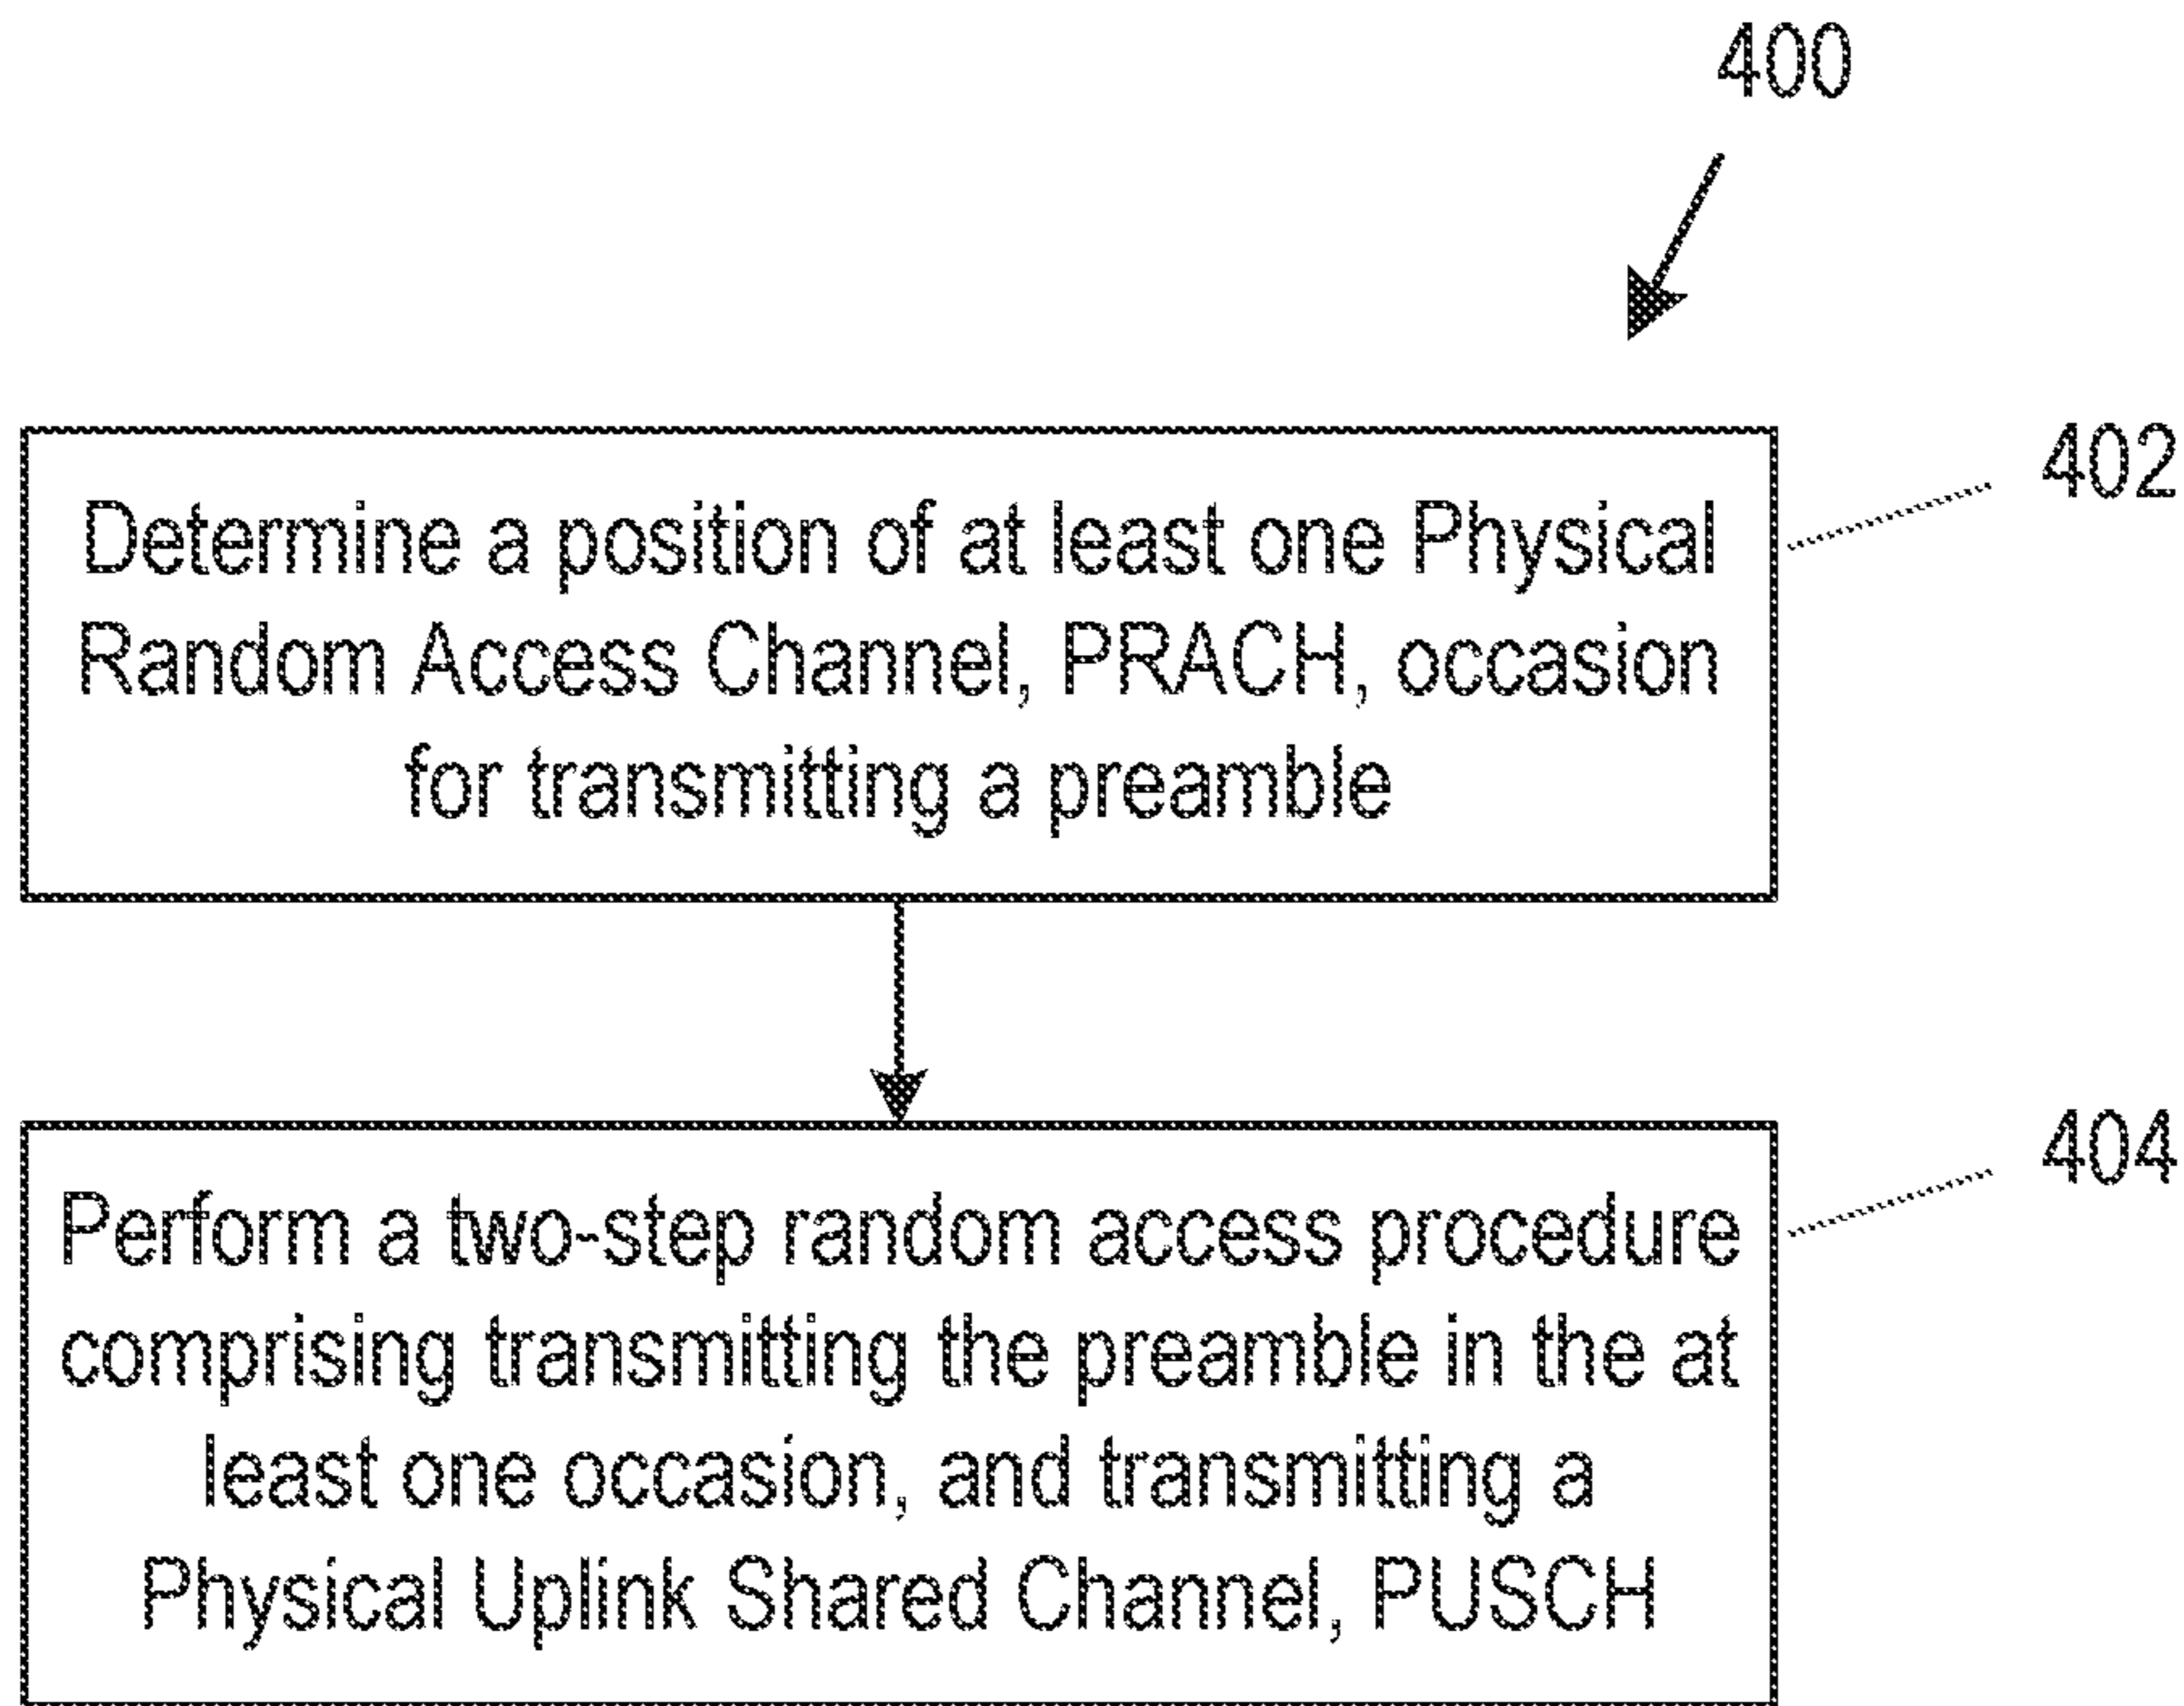 400
402
Determine a position of at least one Physical
Random Access Channel, PRACH, occasion
for transmitting a preamble
404
Perform a two-step random access procedure
comprising transmitting the preamble in the at
least one occasion, and transmitting a
Physical Uplink Shared Channel, PUSCH